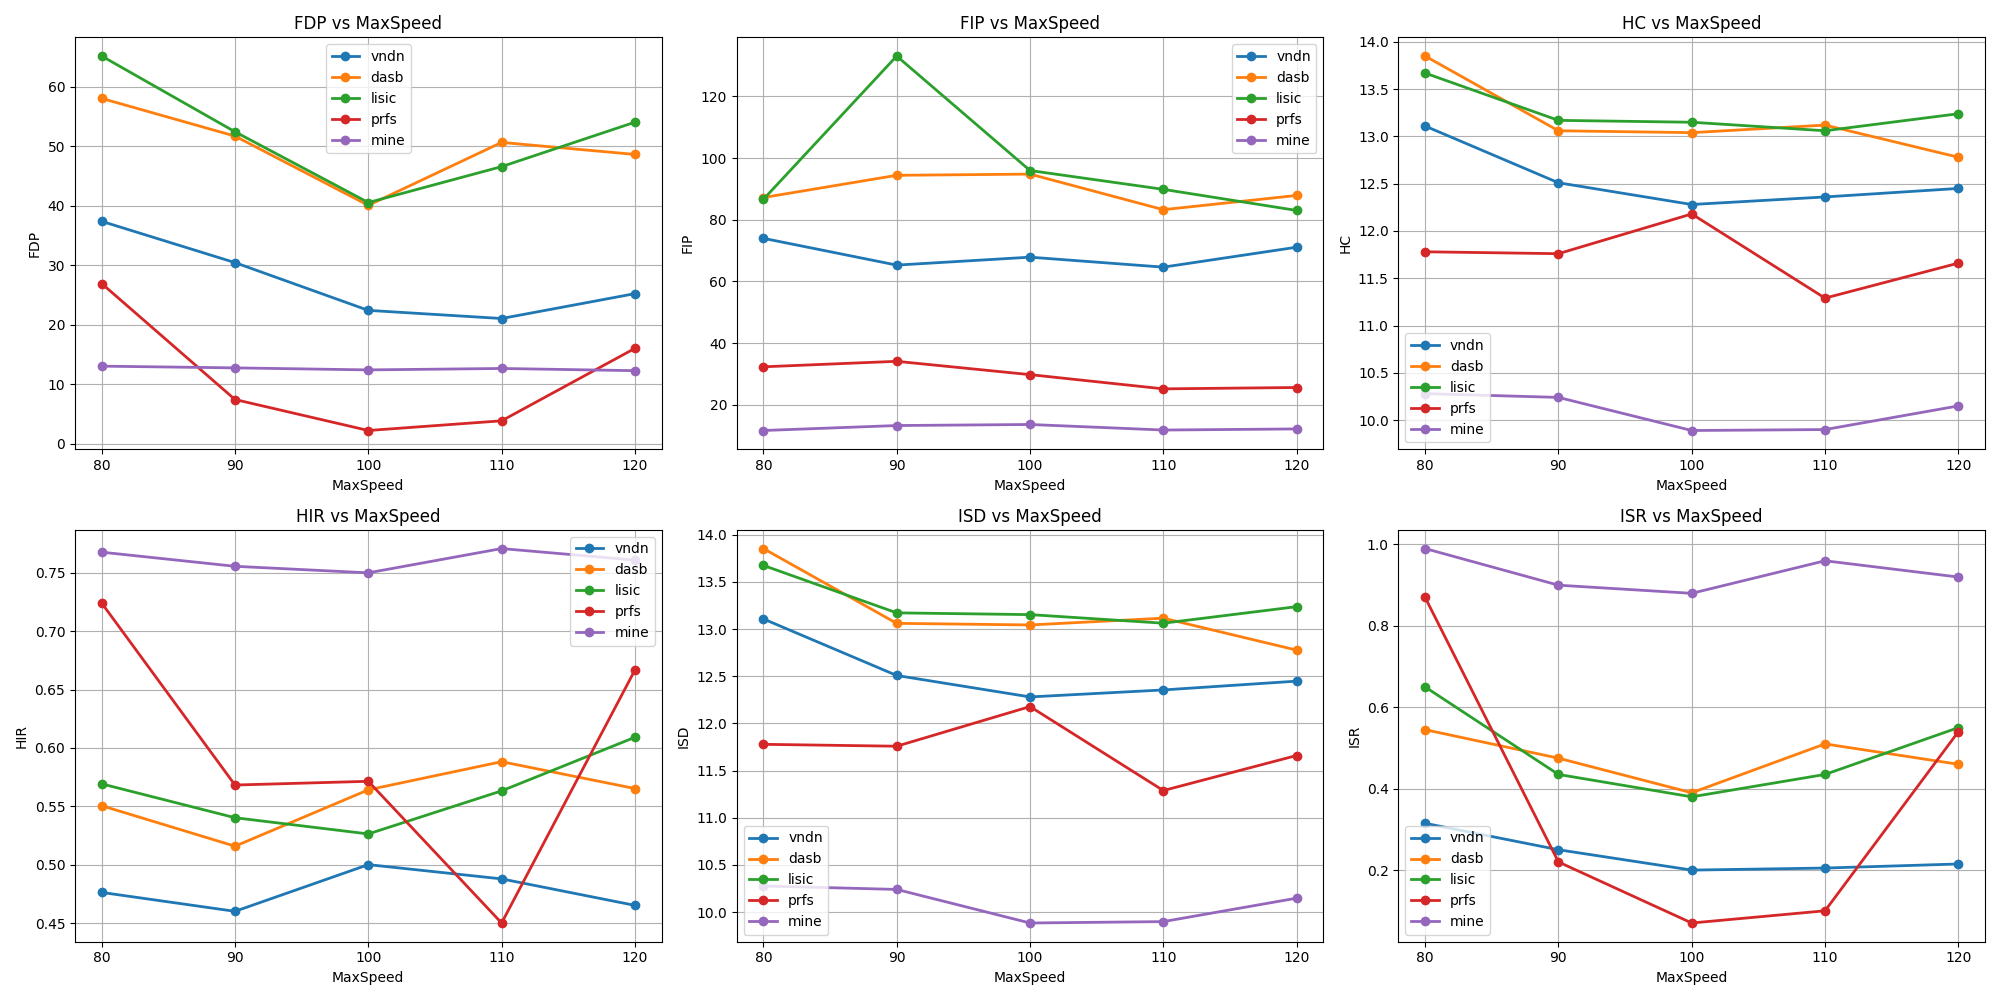 FDP vs MaxSpeed
FDP
60
50
40
30
20
10
0
vndn
dasb
lisic
prfs
mine
80 90 100 110 120
MaxSpeed
FIP vs MaxSpeed
FIP
120
100
80
60
40
20
vndn
dasb
lisic
prfs
mine
80 90 100 110 120
MaxSpeed
HC vs MaxSpeed
HC
14.0
13.5
13.0
12.5
12.0
11.5
11.0
10.5
10.0
vndn
dasb
lisic
prfs
mine
80 90 100 110 120
MaxSpeed
HIR vs MaxSpeed
HIR
0.75
0.70
0.65
0.60
0.55
0.50
0.45
vndn
dasb
lisic
prfs
mine
80 90 100 110 120
MaxSpeed
ISD vs MaxSpeed
ISD
14.0
13.5
13.0
12.5
12.0
11.5
11.0
10.5
10.0
vndn
dasb
lisic
prfs
mine
80 90 100 110 120
MaxSpeed
ISR vs MaxSpeed
ISR
1.0
0.8
0.6
0.4
0.2
vndn
dasb
lisic
prfs
mine
80 90 100 110 120
MaxSpeed